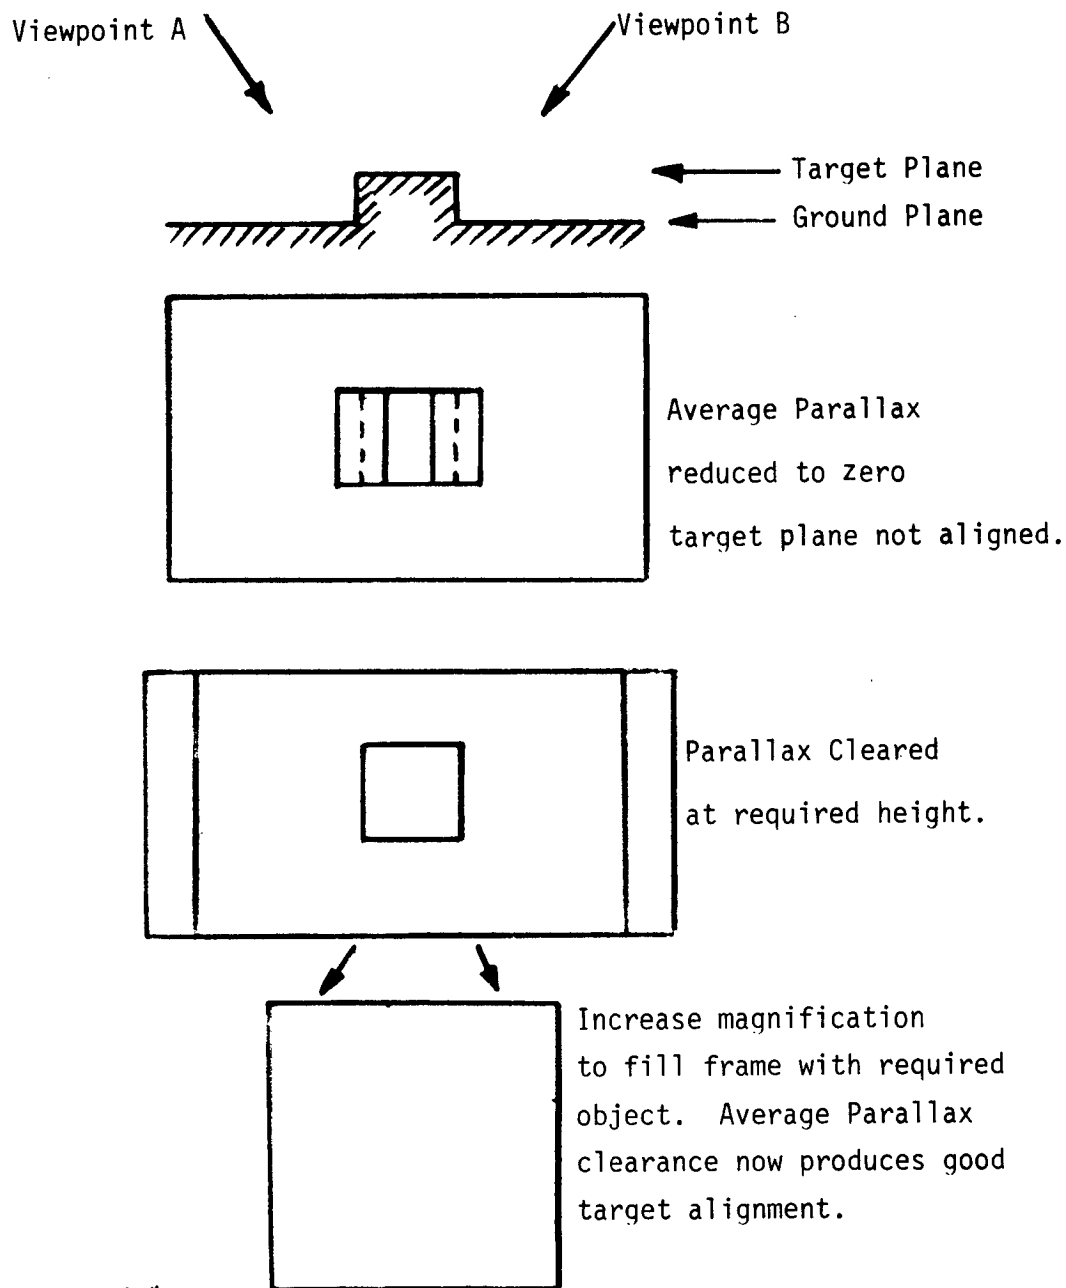 Viewpoint A
Viewpoint B
Target Plane
Ground Plane
Average Parallax
reduced to zero
target plane not aligned.
Parallax Cleared
at required height.
Increase magnification
to fill frame with required
object. Average Parallax
clearance now produces good
target alignment.